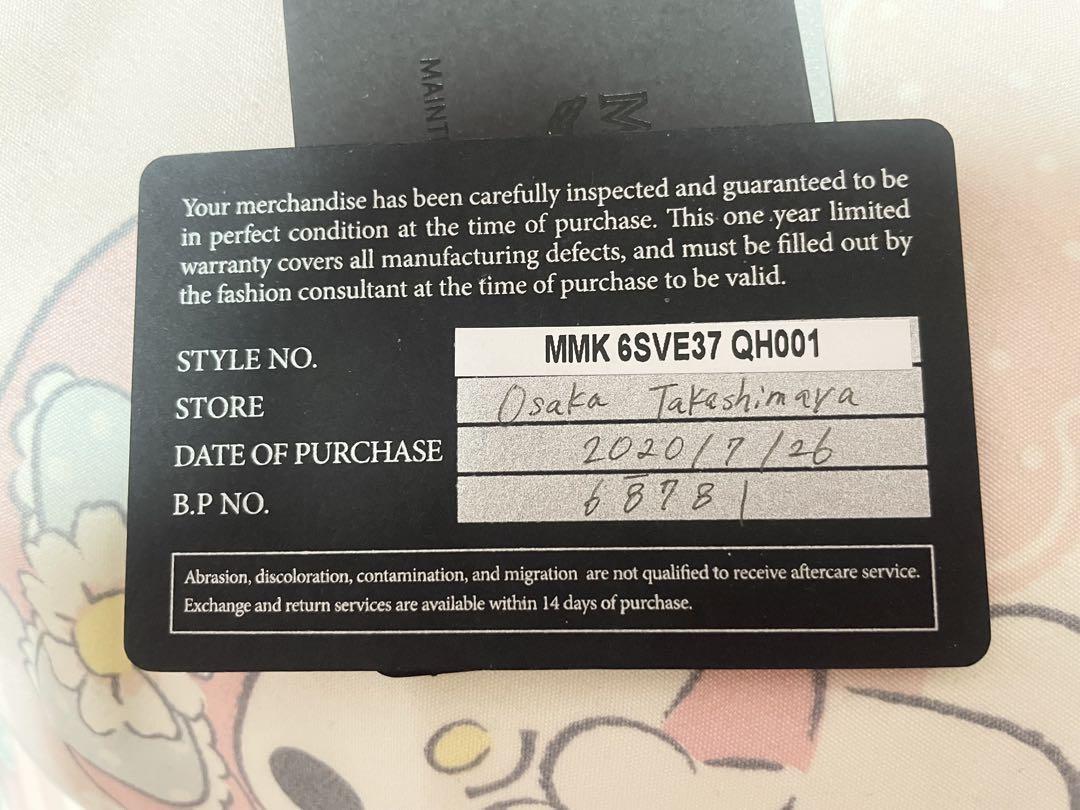 MAINT
M
Your merchandise has been carefully inspected and guaranteed to be
in perfect condition at the time of purchase. This one year limited
warranty covers all manufacturing defects, and must be filled out by
the fashion consultant at the time of purchase to be valid.
STYLE NO. MMK 6SVE37 QH001
STORE Osaka Takashimaya
DATE OF PURCHASE 2020/7/26
B.P NO. 68781
Abrasion, discoloration, contamination, and migration are not qualified to receive aftercare service.
Exchange and return services are available within 14 days of purchase.